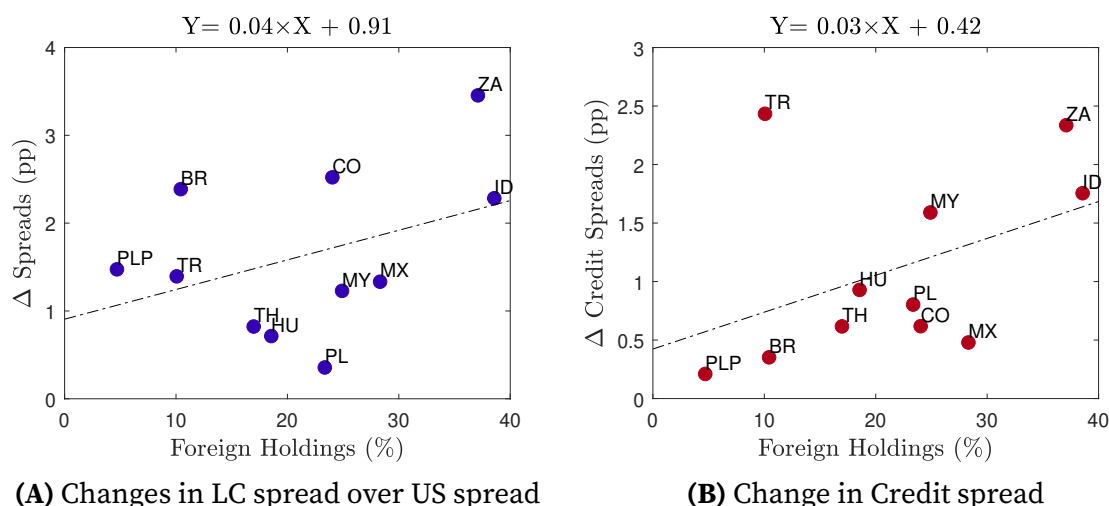 Y= 0.04×X + 0.91
Δ Spreads (pp)
4
3
2
1
0
ZA
CO
BR
ID
PLP
TR
MY
MX
TH
HU
PL
0
10
20
30
40
Foreign Holdings (%)
(A) Changes in LC spread over US spread
Y= 0.03×X + 0.42
Δ Credit Spreads (pp)
3
2.5
2
1.5
1
0.5
0
TR
ZA
ID
MY
HU
PL
TH
CO
MX
BR
PLP
0
10
20
30
40
Foreign Holdings (%)
(B) Change in Credit spread